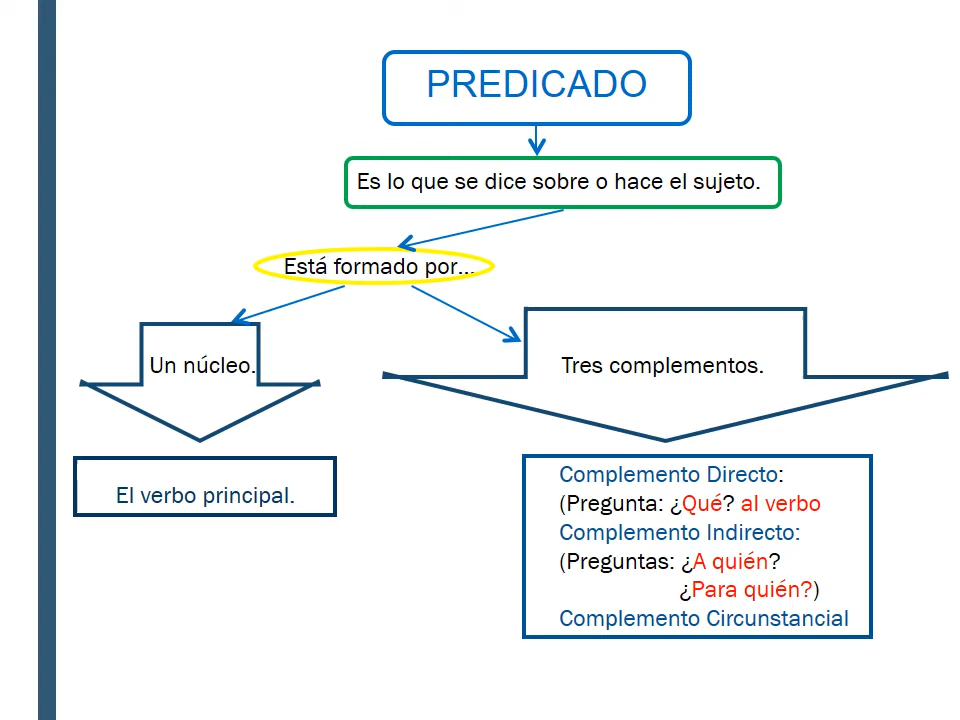 PREDICADO
Es lo que se dice sobre o hace el sujeto.
Está formado por...
Un núcleo.
Tres complementos.
El verbo principal.
Complemento Directo:
(Pregunta: ¿Qué? al verbo
Complemento Indirecto:
(Preguntas: ¿A quién?
¿Para quién?)
Complemento Circunstancial